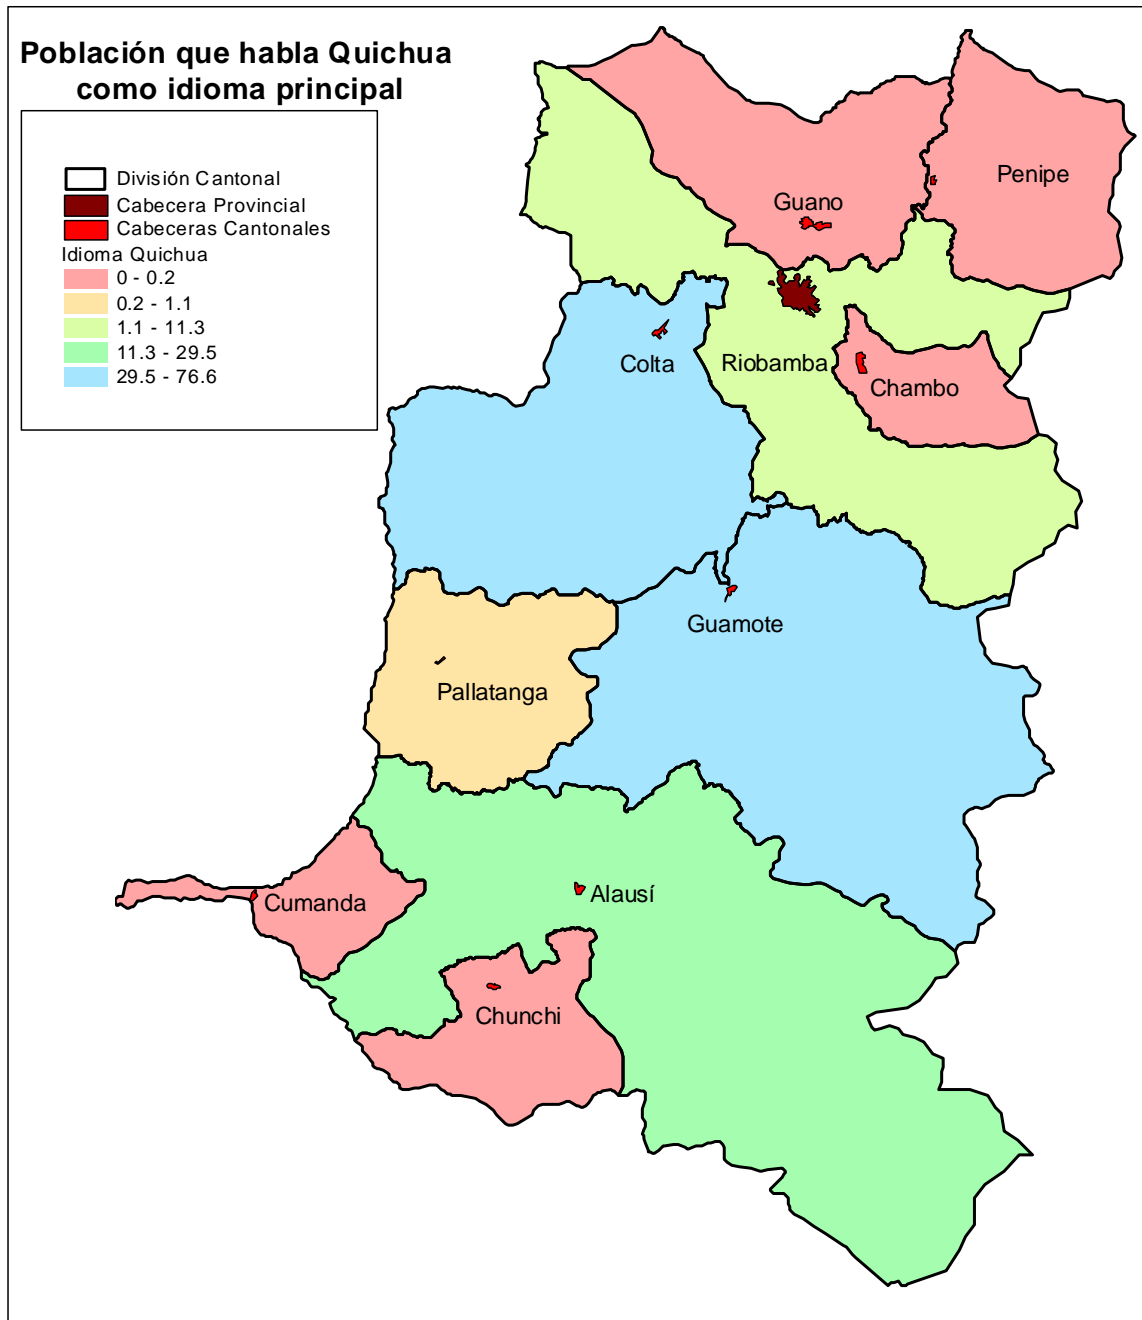 Población que habla Quichua
como idioma principal
División Cantonal
Cabecera Provincial
Cabeceras Cantonales
Idioma Quichua
0 - 0.2
0.2 - 1.1
1.1 - 11.3
11.3 - 29.5
29.5 - 76.6
Penipe
Guano
Colta
Riobamba
Chambo
Guamote
Pallatanga
Alausí
Cumanda
Chunchi